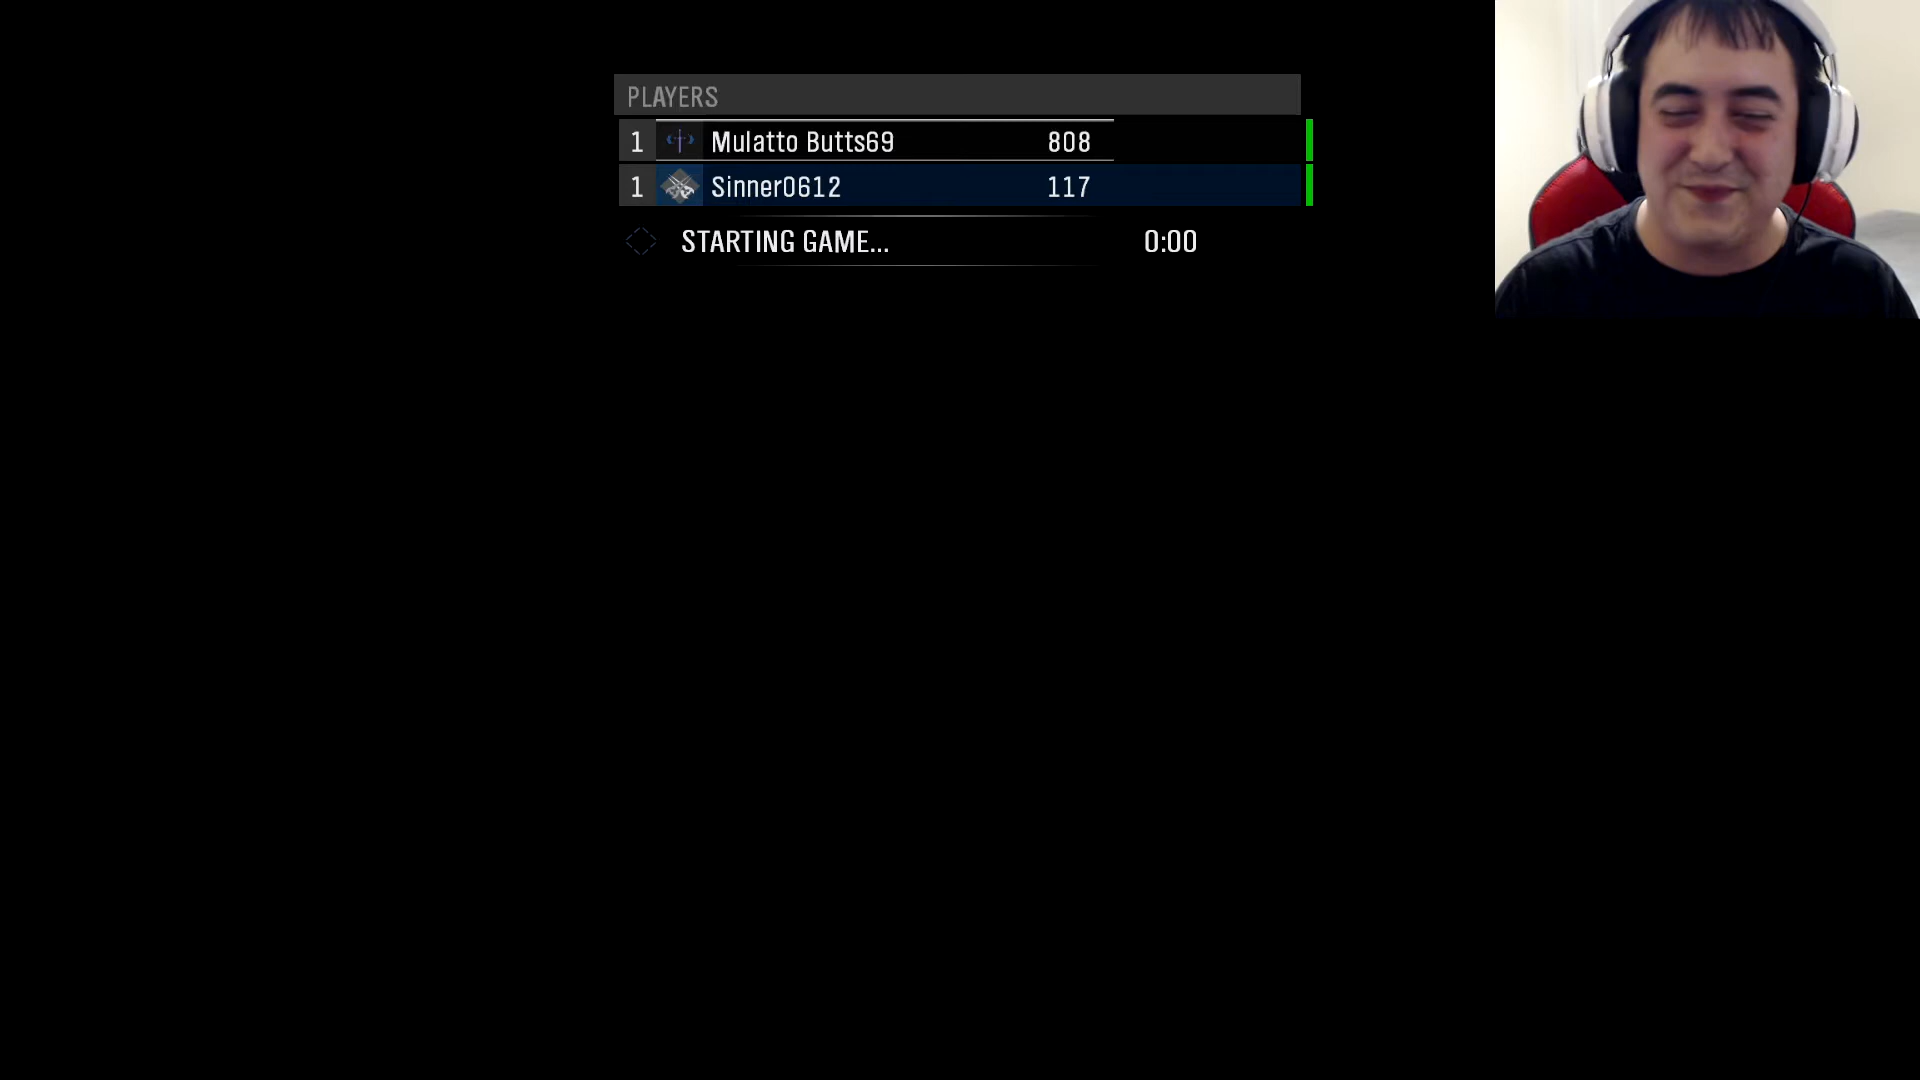 PLAYERS
1 Mulatto Butts69 808
1 Sinner0612 117
STARTING GAME... 0:00